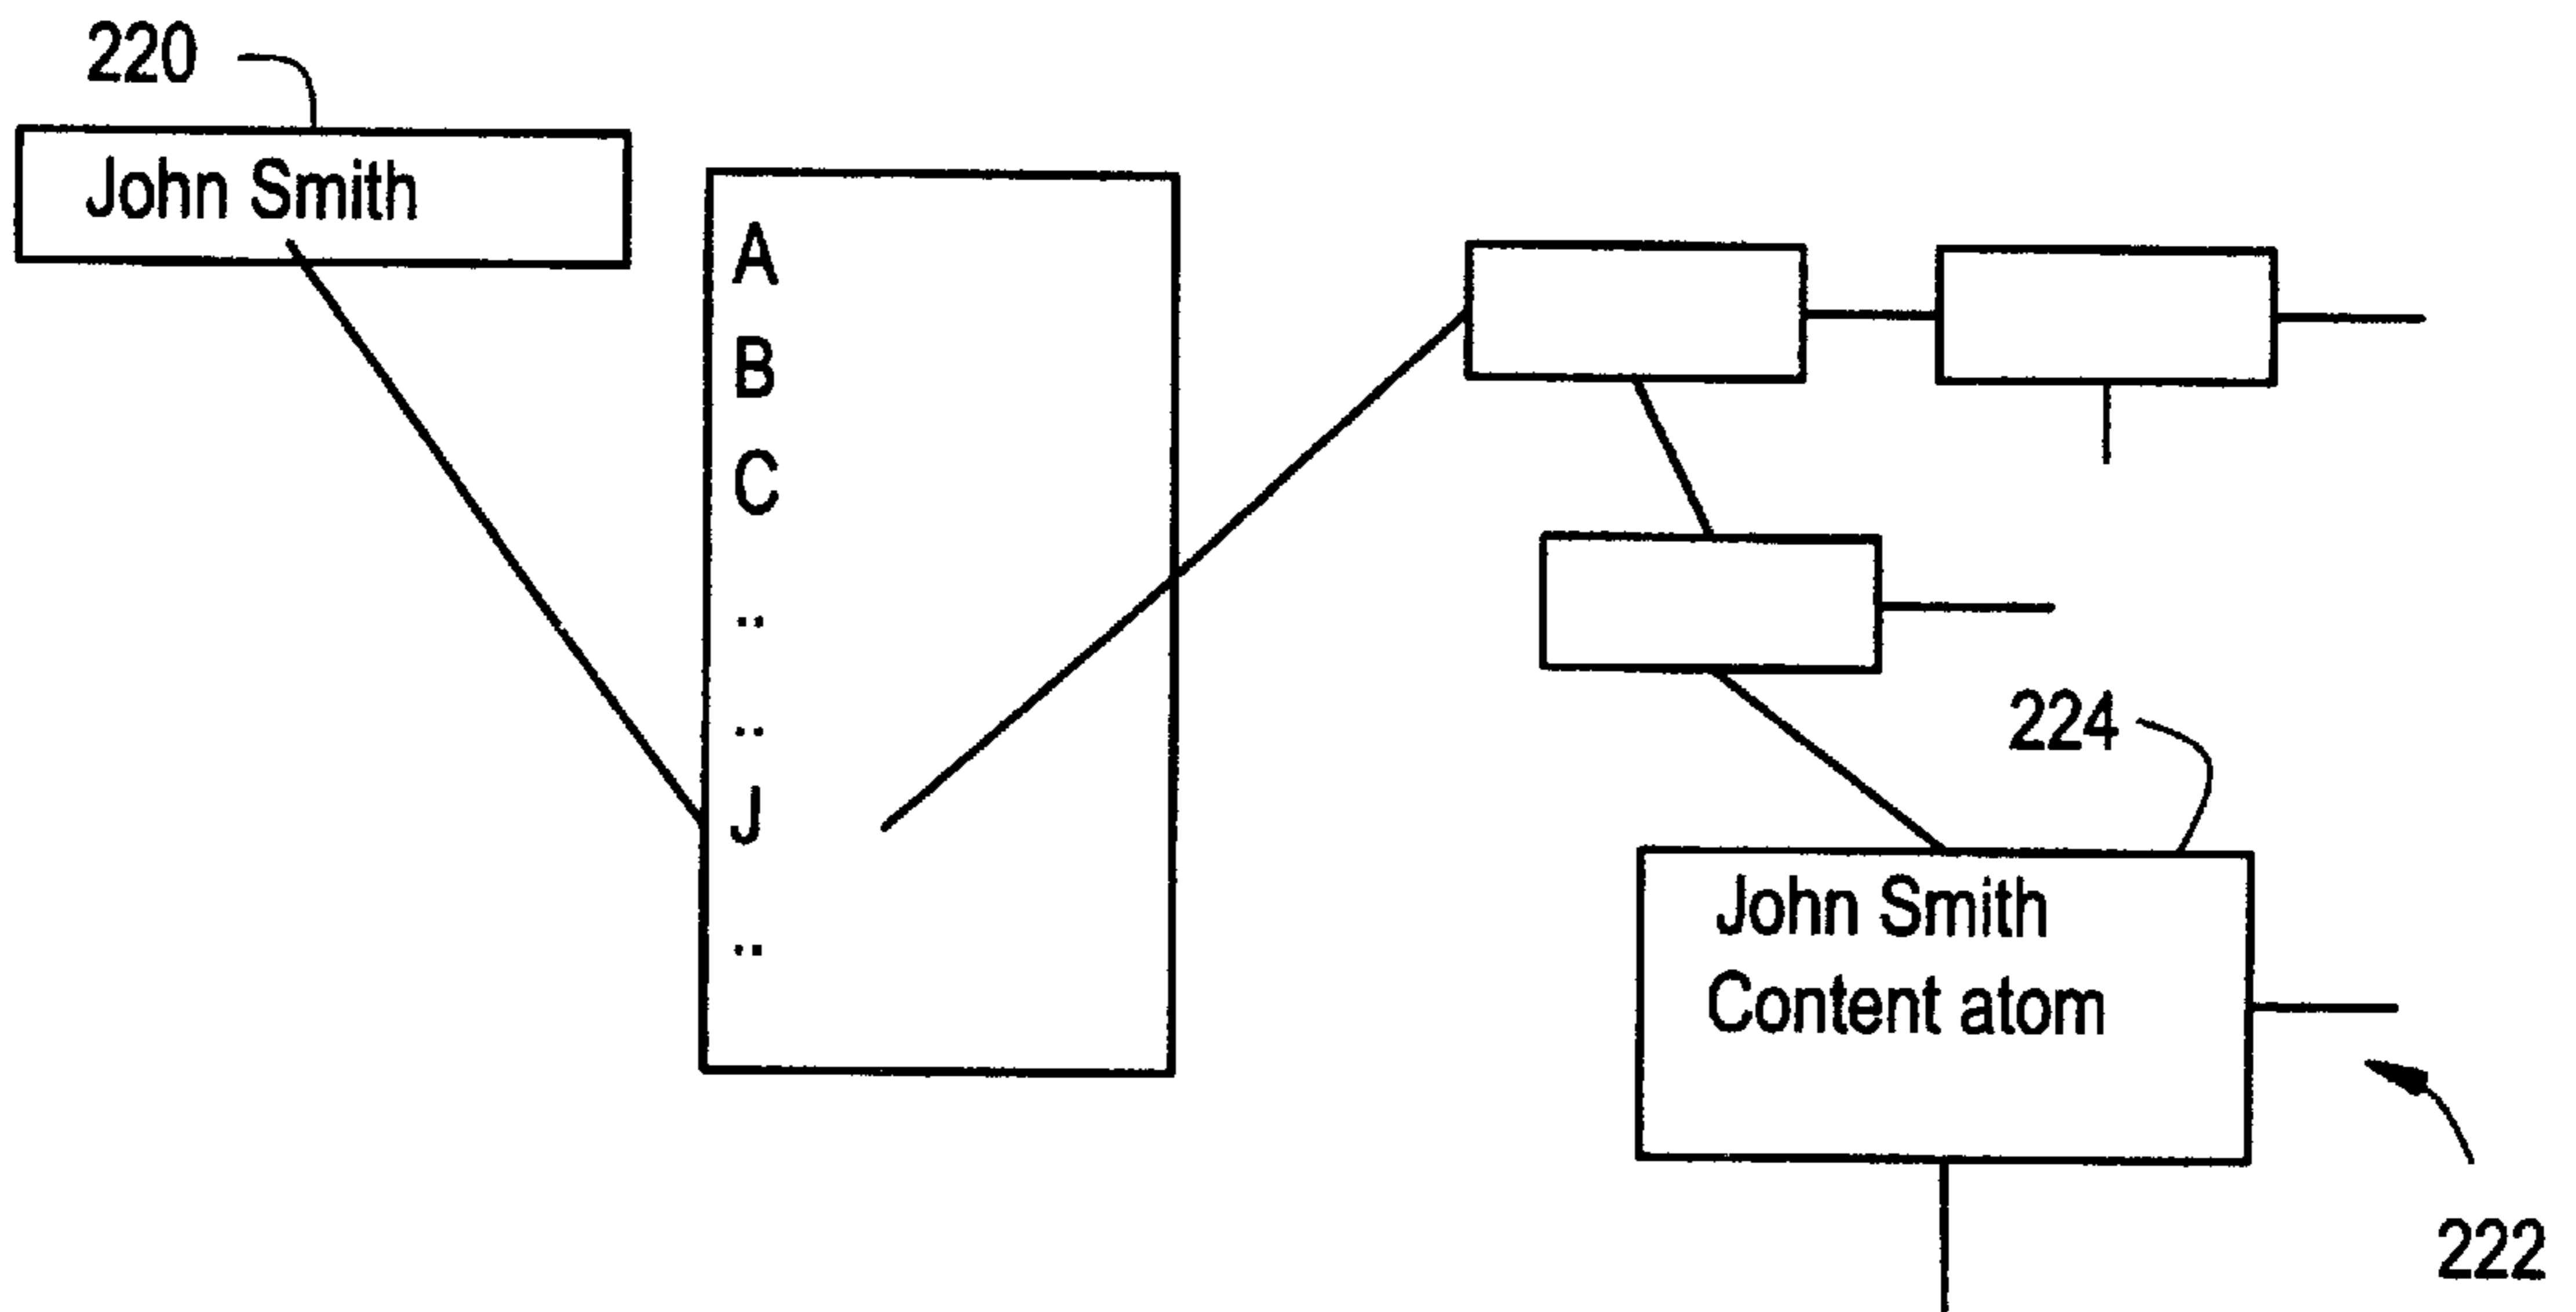 220
John Smith
A
B
C
..
..
J
..
224
John Smith
Content atom
222